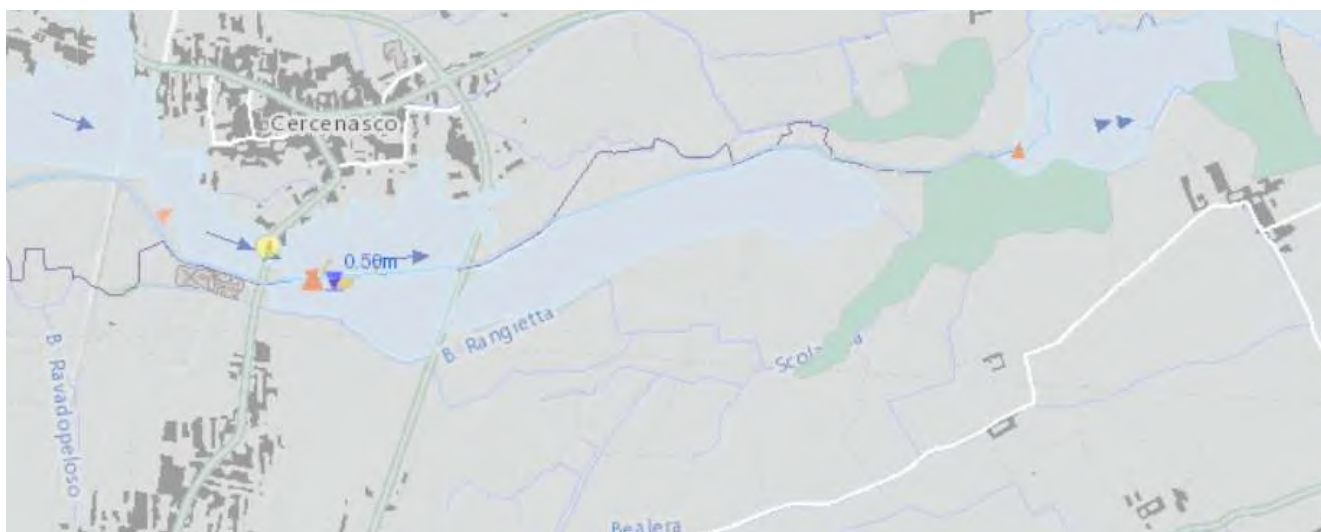 Cercenasco
0.50m
B. Rangietta
B. Ravadopeloso
Bealera